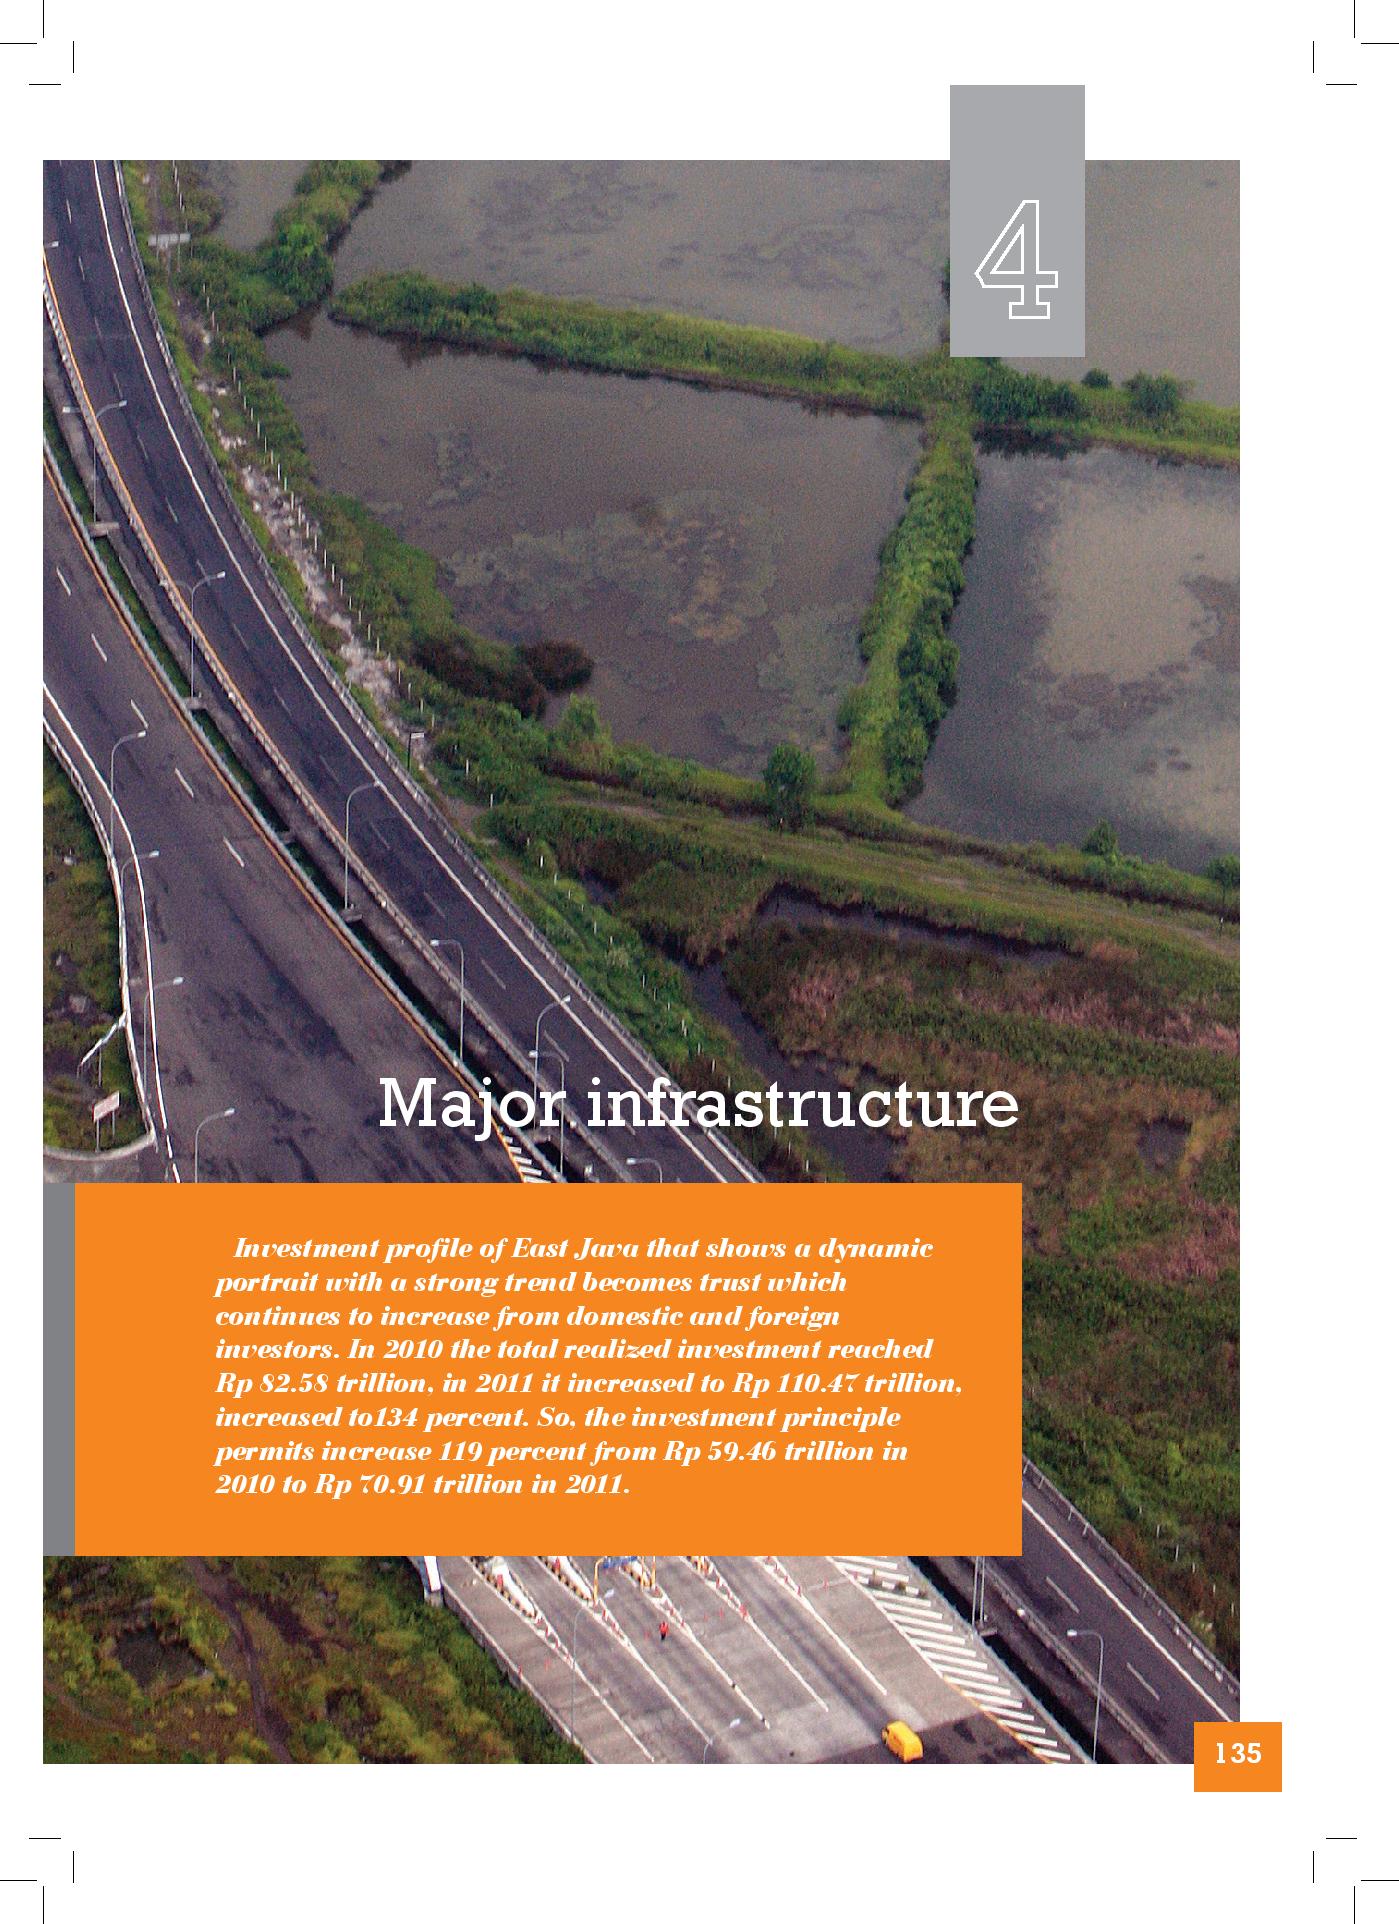 4
Major infrastructure
Investment profile of East Java that shows a dynamic
portrait with a strong trend becomes trust which
continues to increase from domestic and foreign
investors. In 2010 the total realized investment reached
Rp 82.58 trillion, in 2011 it increased to Rp 110.47 trillion,
increased to134 percent. So, the investment principle
permits increase 119 percent from Rp 59.46 trillion in
2010 to Rp 70.91 trillion in 2011.
135